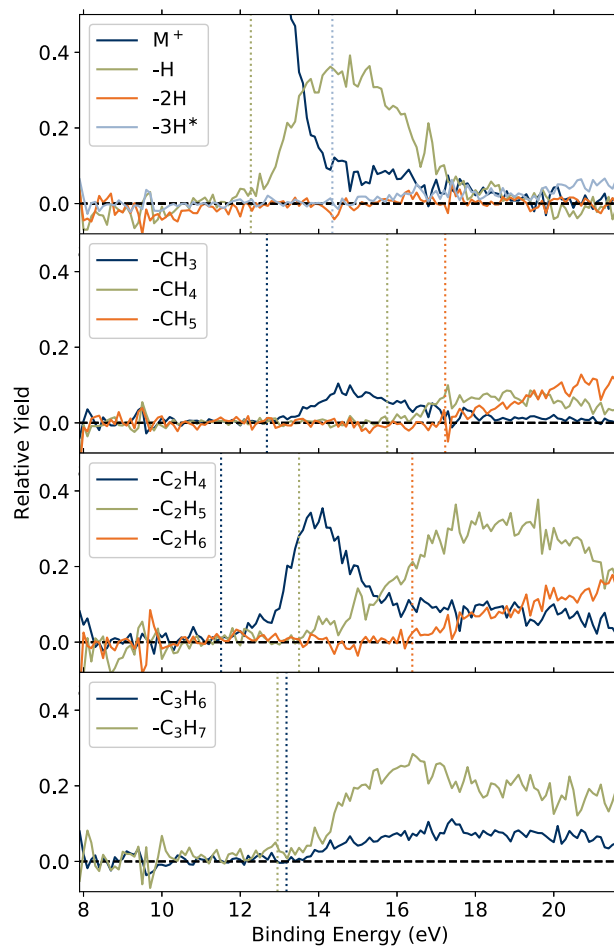 0.4
0.2
0.0
M⁺
-H
-2H
-3H*
0.4
0.2
0.0
-CH₃
-CH₄
-CH₅
Relative Yield
0.4
0.2
0.0
-C₂H₄
-C₂H₅
-C₂H₆
0.4
0.2
0.0
-C₃H₆
-C₃H₇
8 10 12 14 16 18 20
Binding Energy (eV)